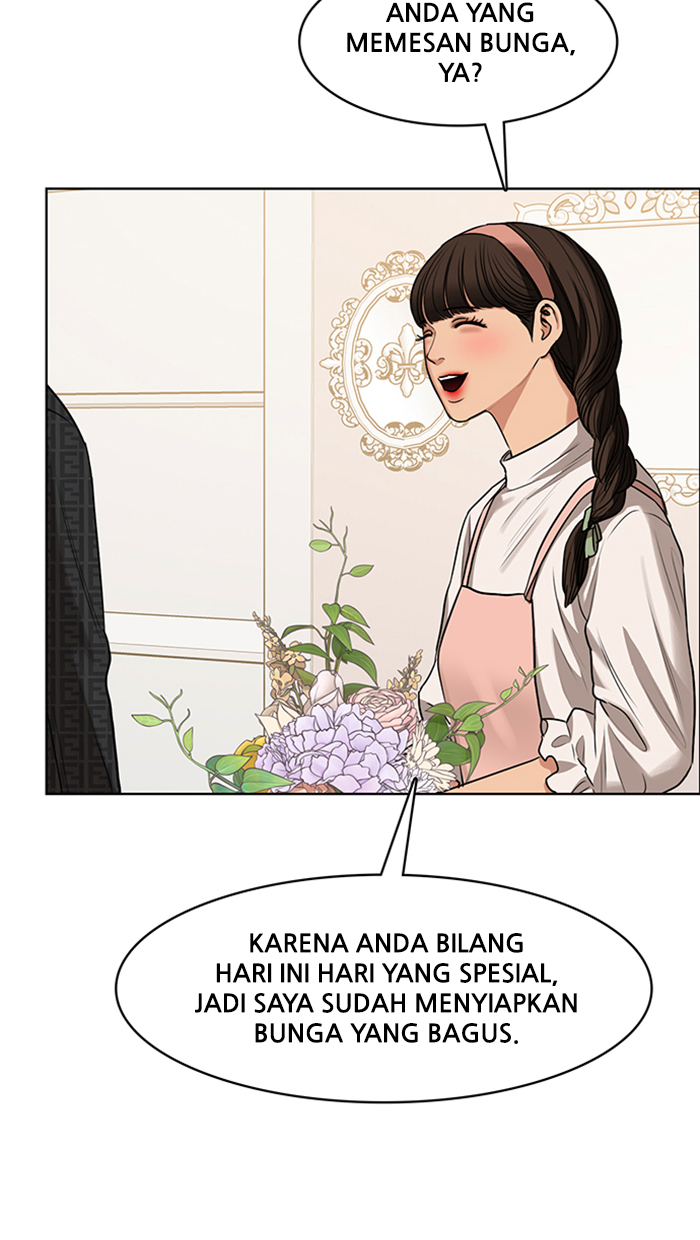 ANDA YANG
MEMESAN BUNGA,
YA?
KARENA ANDA BILANG
HARI INI HARI YANG SPESIAL,
JADI SAYA SUDAH MENYIAPKAN
BUNGA YANG BAGUS.